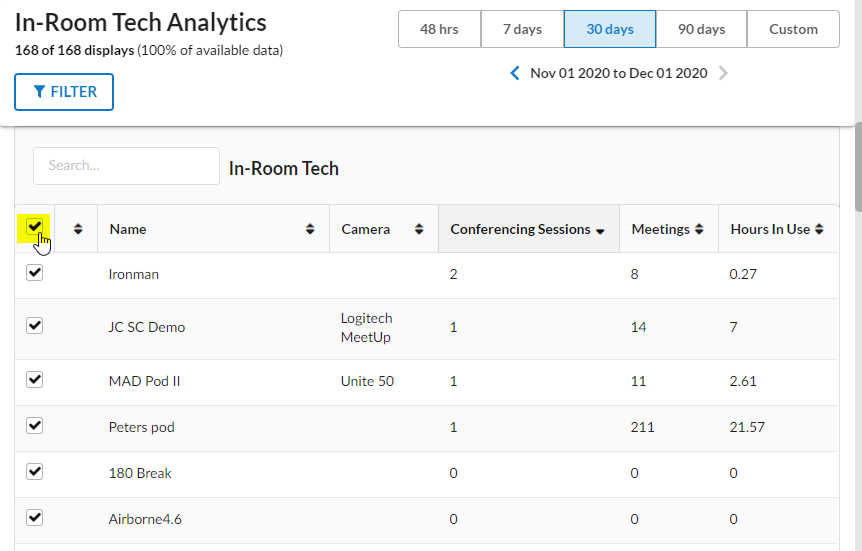 In-Room Tech Analytics
168 of 168 displays (100% of available data)
FILTER
48 hrs 7 days 30 days 90 days Custom
Nov 01 2020 to Dec 01 2020
Search... In-Room Tech
Name Camera Conferencing Sessions Meetings Hours In Use
Ironman 2 8 0.27
JC SC Demo Logitech MeetUp 1 14 7
MAD Pod II Unite 50 1 11 2.61
Peters pod 1 211 21.57
180 Break 0 0 0
Airborne4.6 0 0 0